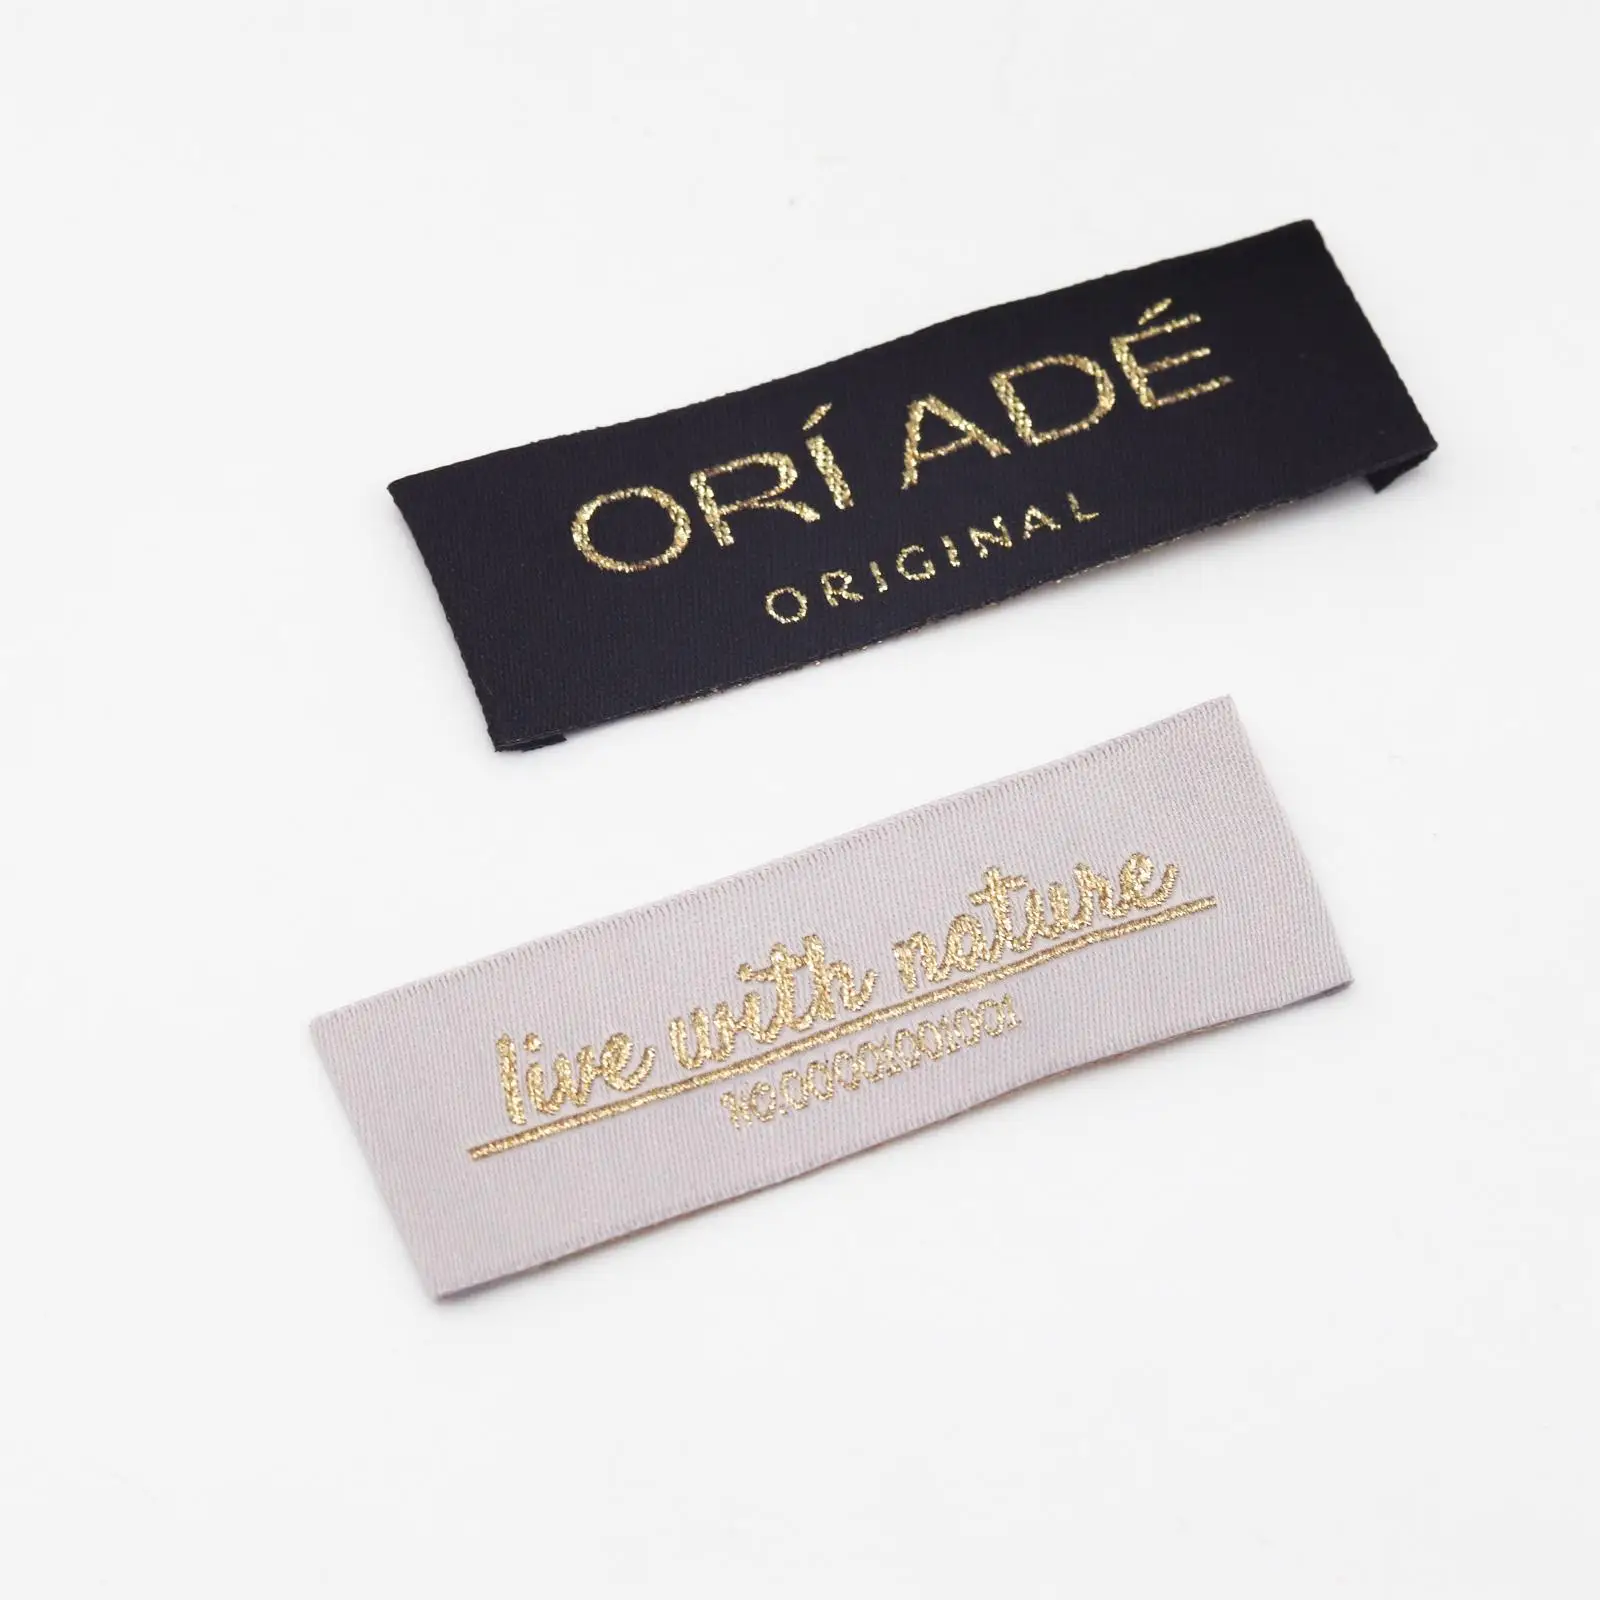 ORÍ ADÉ
ORIGINAL
live with nature